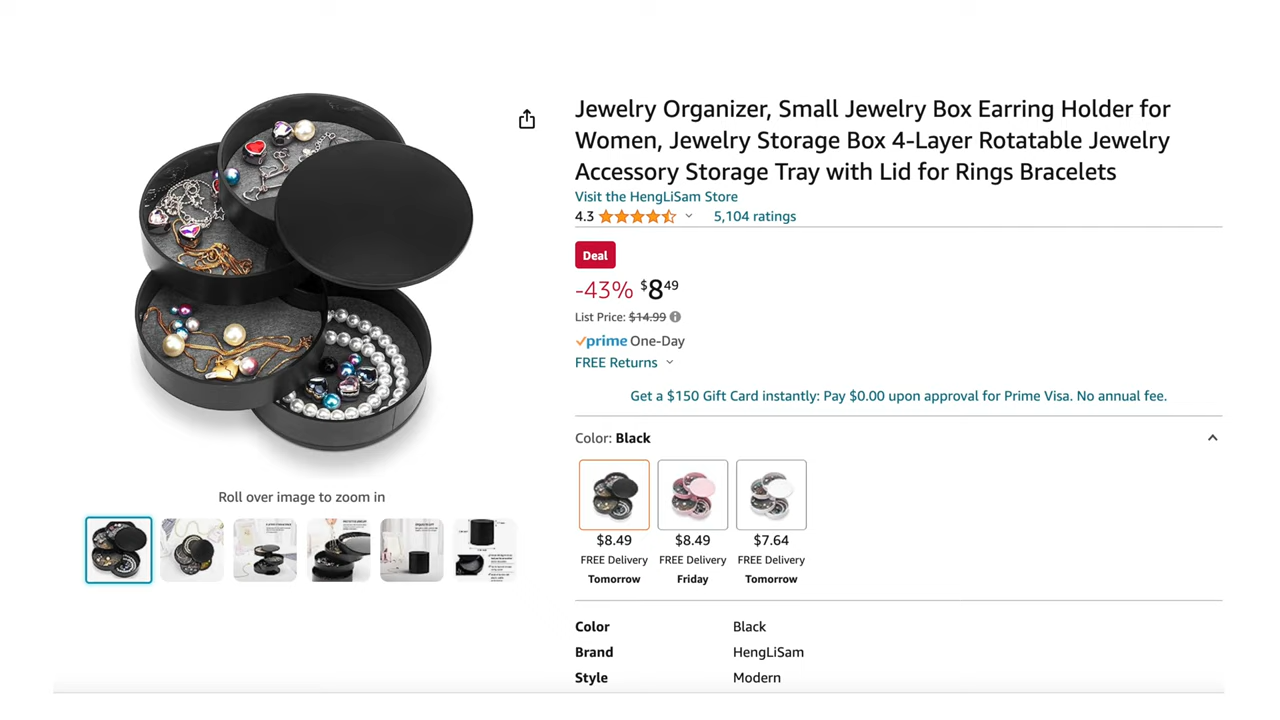 Jewelry Organizer, Small Jewelry Box Earring Holder for
Women, Jewelry Storage Box 4-Layer Rotatable Jewelry
Accessory Storage Tray with Lid for Rings Bracelets
Visit the HengLiSam Store
4.3 5,104 ratings
Deal
-43% $8 49
List Price: $14.99
prime One-Day
FREE Returns
Get a $150 Gift Card instantly: Pay $0.00 upon approval for Prime Visa. No annual fee.
Color: Black
$8.49 $8.49 $7.64
FREE Delivery FREE Delivery FREE Delivery
Tomorrow Friday Tomorrow
Color Black
Brand HengLiSam
Style Modern
Roll over image to zoom in